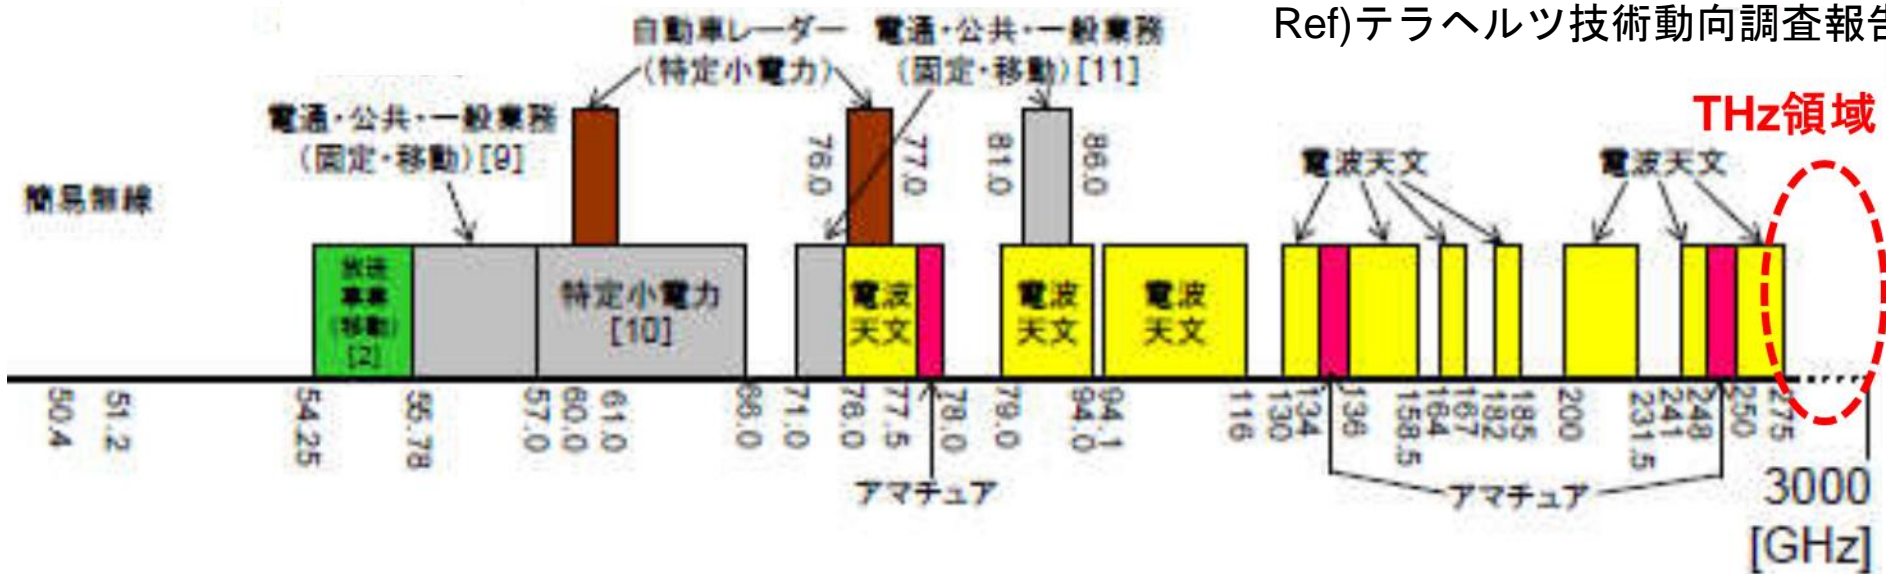 Ref)テラヘルツ技術動向調査報告
自動車レーダー
(特定小電力)
電通・公共・一般業務
(固定・移動)[11]
電通・公共・一般業務
(固定・移動)[9]
THz領域
簡易無線
76.0
77.0
81.0
86.0
電波天文
電波天文
放送
事業
(移動)
[2]
特定小電力
[10]
電波
天文
電波
天文
電波
天文
50.4
51.2
54.25
55.78
57.0
60.0
61.0
66.0
71.0
76.0
77.5
78.0
79.0
94.0
94.1
116
130
134
136
158.5
164
167
182
185
200
231.5
241
248
250
275
アマチュア
アマチュア
3000
[GHz]